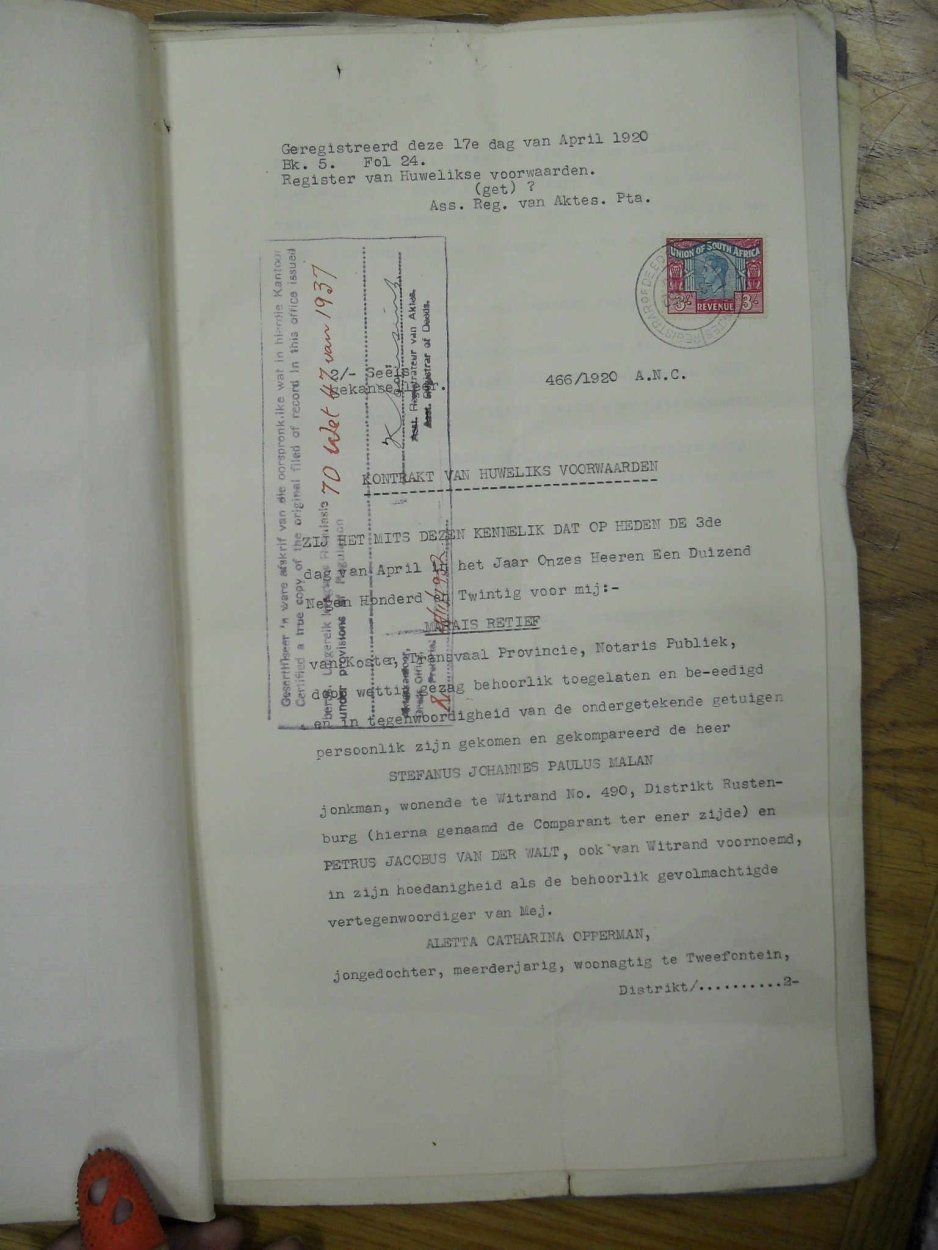 Geregistreerd deze 17e dag van April 1920
Bk. 5. Fol 24.
Register van Huwelikse voorwaarden.
(get) ?
Ass. Reg. van Aktes. Pta.
UNION OF SOUTH AFRICA
3/- REVENUE 3/-
Gesertifiseer 'n ware afskrif van die oorspronklike wat in hierdie Kantoor
Certified a true copy of the original filed of record in this office issued
under provisions of Regulation
70 Wet 47 van 1937
Asst. Registrateur van Aktes.
Asst. Registrar of Deeds.
Pretoria,
/- Seels
gekanselleer.
466/1920 A.N.C.
KONTRAKT VAN HUWELIKS VOORWAARDEN
ZIJ HET MITS DEZEN KENNELIK DAT OP HEDEN DE 3de
dag van April in het Jaar Onzes Heeren Een Duizend
Negen Honderd en Twintig voor mij:-
MARAIS RETIEF
van Koster, Transvaal Provincie, Notaris Publiek,
door wettig gezag behoorlik toegelaten en be-eedigd
en in tegenwoordigheid van de ondergetekende getuigen
persoonlik zijn gekomen en gekompareerd de heer
STEFANUS JOHANNES PAULUS MALAN
jonkman, wonende te Witrand No. 490, Distrikt Rusten-
burg (hierna genaamd de Comparant ter ener zijde) en
PETRUS JACOBUS VAN DER WALT, ook van Witrand voornoemd,
in zijn hoedanigheid als de behoorlik gevolmachtigde
vertegenwoordiger van Mej.
ALETTA CATHARINA OPPERMAN,
jongedochter, meerderjarig, woonagtig te Tweefontein,
Distrikt/..........2-